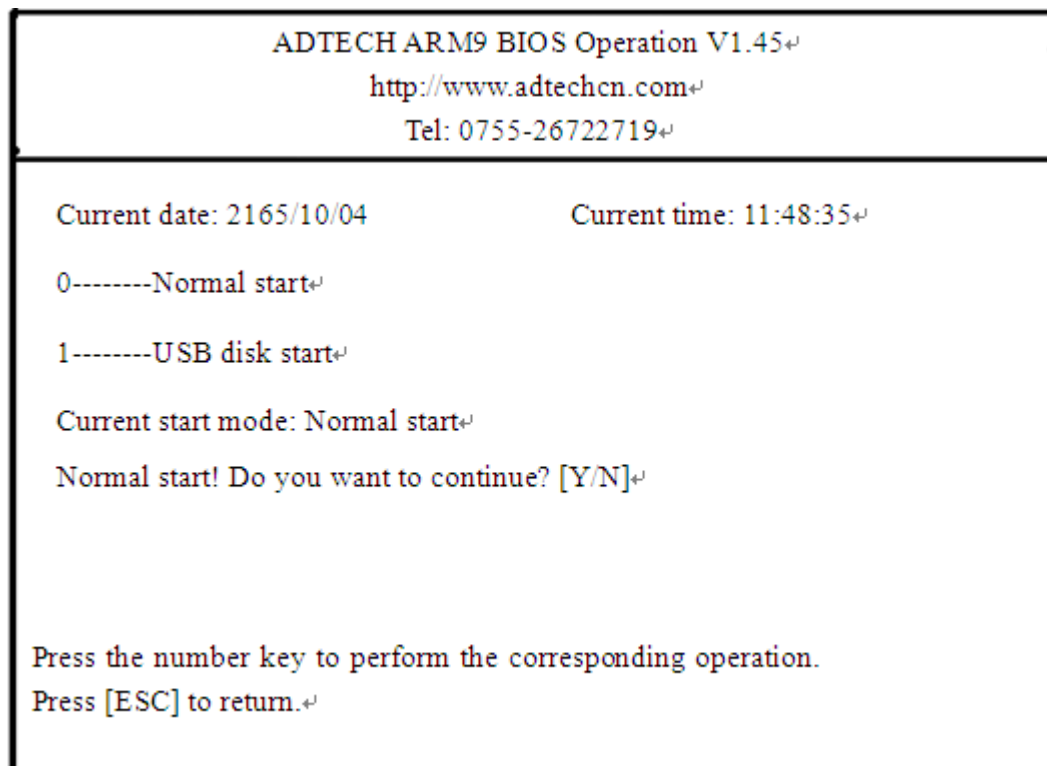 ADTECH ARM9 BIOS Operation V1.45↵
http://www.adtechcn.com↵
Tel: 0755-26722719↵
Current date: 2165/10/04 Current time: 11:48:35↵
0--------Normal start↵
1--------USB disk start↵
Current start mode: Normal start↵
Normal start! Do you want to continue? [Y/N]↵
Press the number key to perform the corresponding operation.
Press [ESC] to return.↵